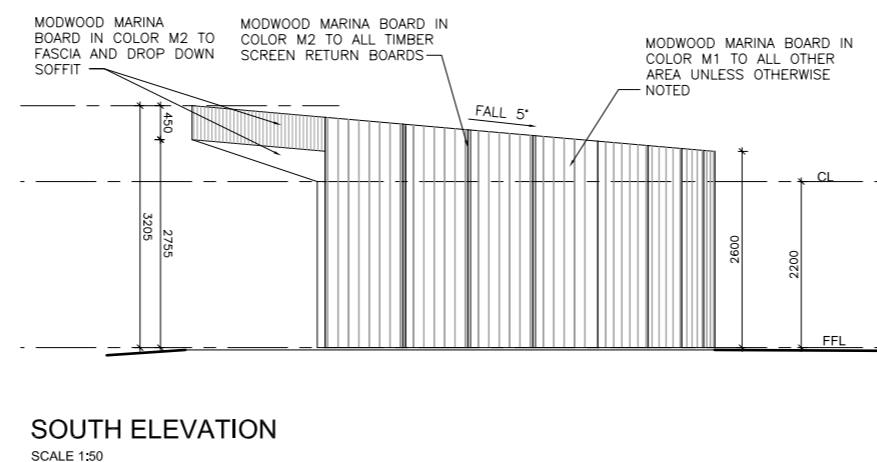 MODWOOD MARINA
BOARD IN COLOR M2 TO
FASCIA AND DROP DOWN
SOFFIT
MODWOOD MARINA BOARD IN
COLOR M2 TO ALL TIMBER
SCREEN RETURN BOARDS
MODWOOD MARINA BOARD IN
COLOR M1 TO ALL OTHER
AREA UNLESS OTHERWISE
NOTED
FALL 5°
450
3205
2755
2600
2200
CL
FFL
SOUTH ELEVATION
SCALE 1:50